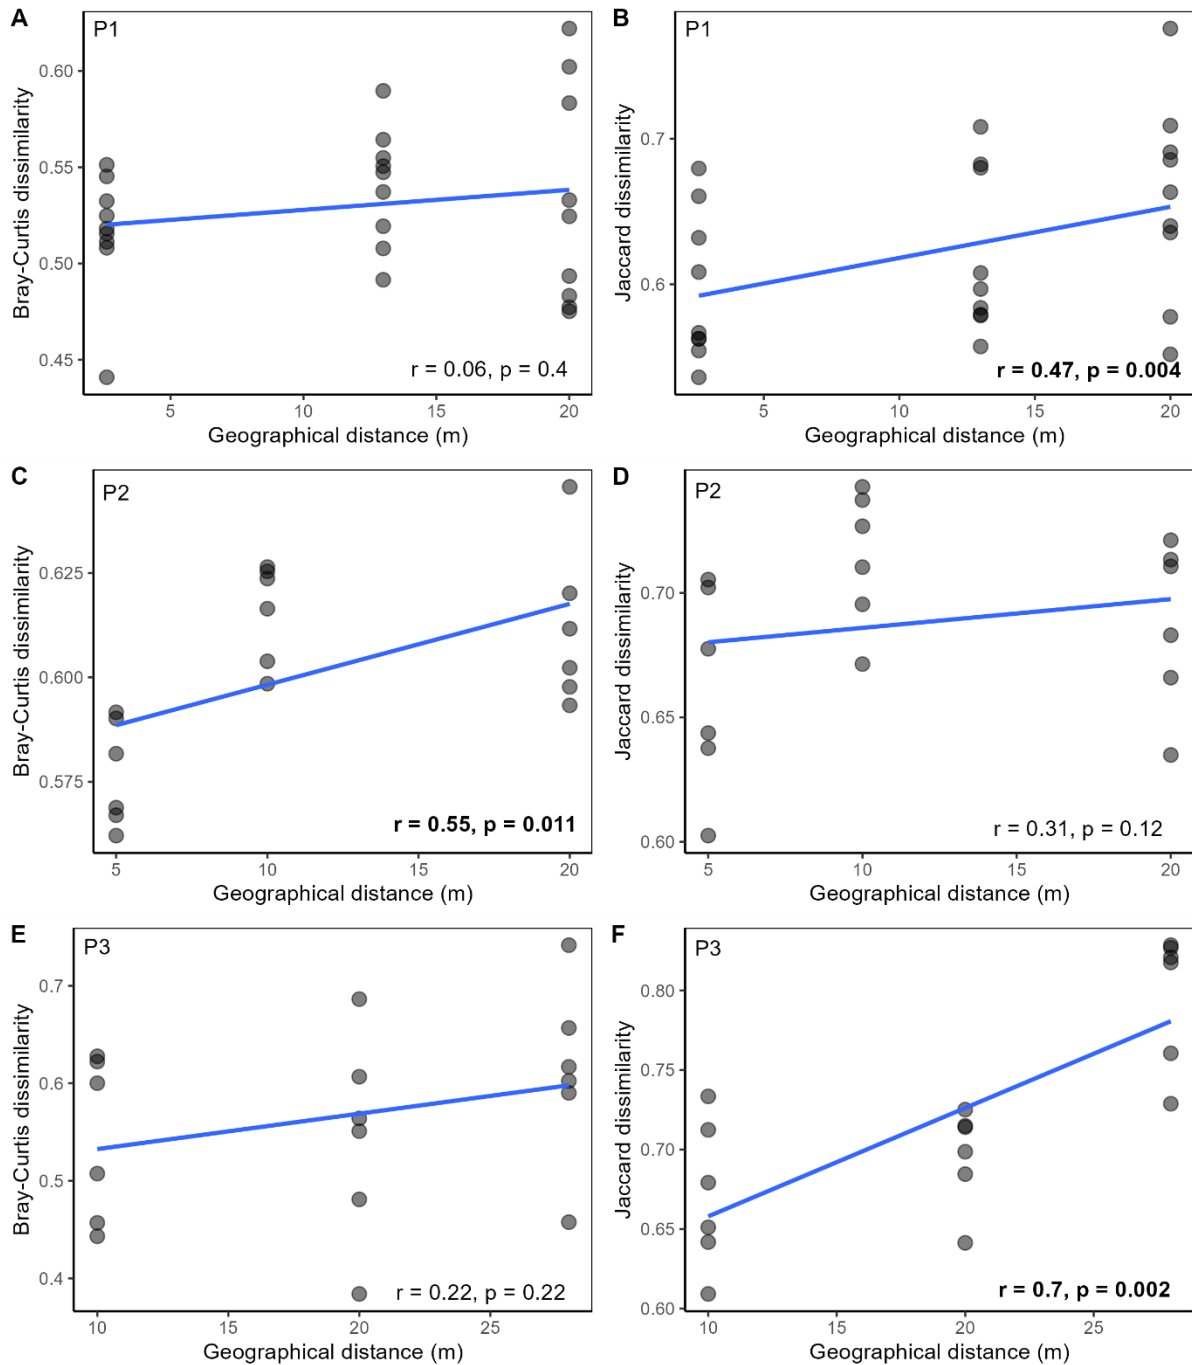 A
P1
Bray-Curtis dissimilarity
0.60
0.55
0.50
0.45
r = 0.06, p = 0.4
5
10
15
20
Geographical distance (m)
B
P1
Jaccard dissimilarity
0.7
0.6
r = 0.47, p = 0.004
5
10
15
20
Geographical distance (m)
C
P2
Bray-Curtis dissimilarity
0.625
0.600
0.575
r = 0.55, p = 0.011
5
10
15
20
Geographical distance (m)
D
P2
Jaccard dissimilarity
0.70
0.65
0.60
r = 0.31, p = 0.12
5
10
15
20
Geographical distance (m)
E
P3
Bray-Curtis dissimilarity
0.7
0.6
0.5
0.4
r = 0.22, p = 0.22
10
15
20
25
Geographical distance (m)
F
P3
Jaccard dissimilarity
0.80
0.75
0.70
0.65
0.60
r = 0.7, p = 0.002
10
15
20
25
Geographical distance (m)